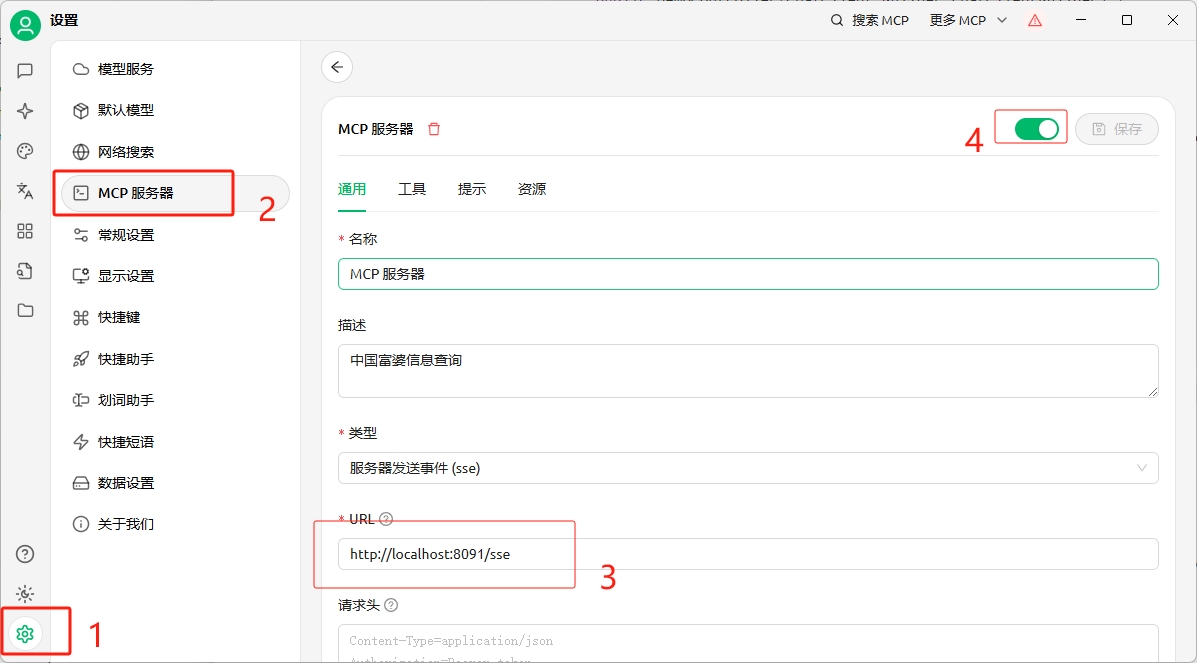 设置
搜索 MCP
更多 MCP
模型服务
默认模型
网络搜索
MCP 服务器
2
常规设置
显示设置
快捷键
快捷助手
划词助手
快捷短语
数据设置
关于我们
1
MCP 服务器
4
保存
通用
工具
提示
资源
* 名称
MCP 服务器
描述
中国富婆信息查询
* 类型
服务器发送事件 (sse)
* URL
http://localhost:8091/sse
3
请求头
Content-Type=application/json
Authorization=Bearer token